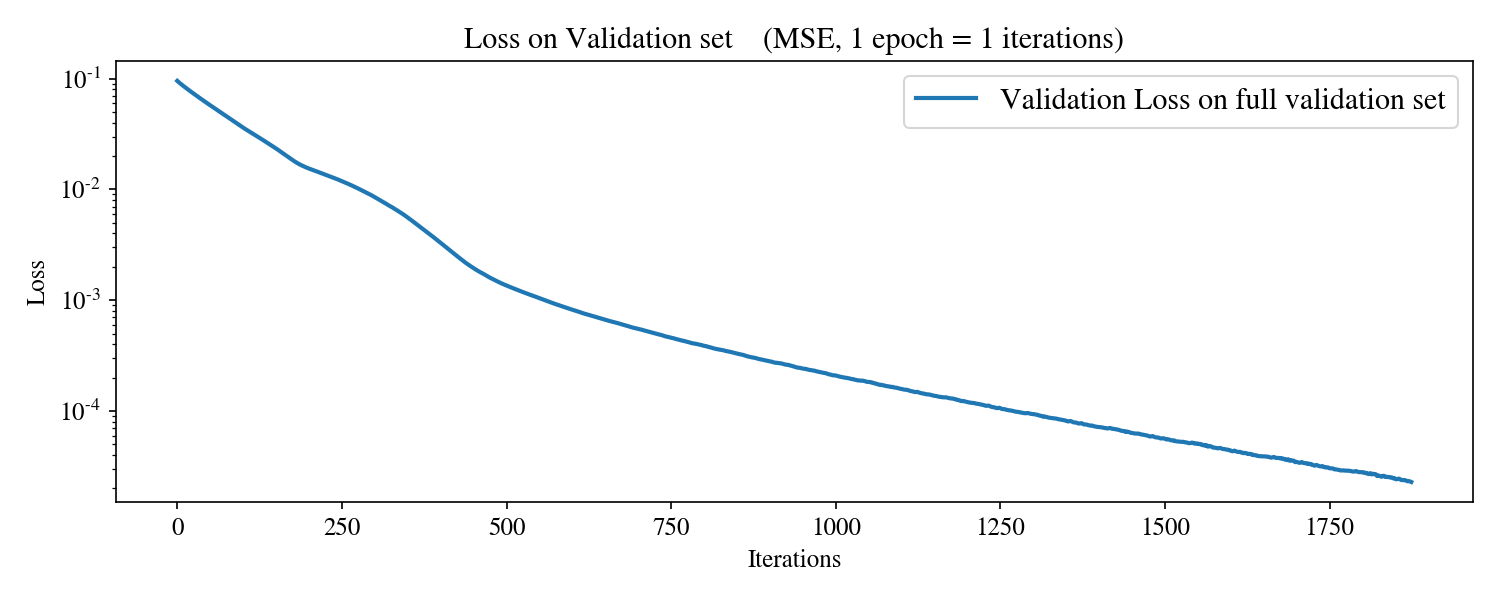 Loss on Validation set (MSE, 1 epoch = 1 iterations)
Validation Loss on full validation set
Loss
10^-1
10^-2
10^-3
10^-4
0 250 500 750 1000 1250 1500 1750
Iterations